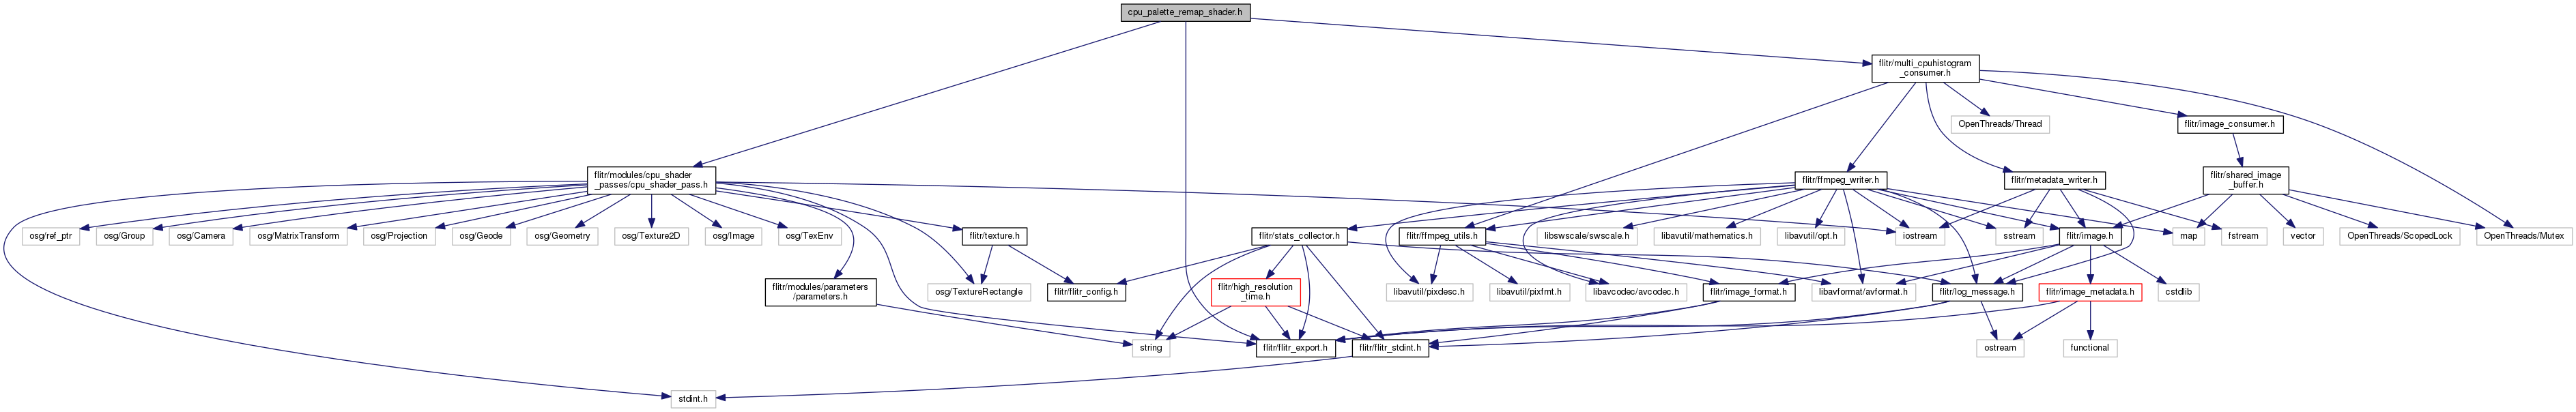 cpu_palette_remap_shader.h
flitr/multi_cpuhistogram
_consumer.h
OpenThreads/Thread
flitr/image_consumer.h
flitr/modules/cpu_shader
_passes/cpu_shader_pass.h
flitr/ffmpeg_writer.h
flitr/metadata_writer.h
flitr/shared_image
_buffer.h
osg/ref_ptr
osg/Group
osg/Camera
osg/MatrixTransform
osg/Projection
osg/Geode
osg/Geometry
osg/Texture2D
osg/Image
osg/TexEnv
flitr/texture.h
flitr/stats_collector.h
flitr/ffmpeg_utils.h
libswscale/swscale.h
libavutil/mathematics.h
libavutil/opt.h
iostream
sstream
flitr/image.h
map
fstream
vector
OpenThreads/ScopedLock
OpenThreads/Mutex
flitr/modules/parameters
/parameters.h
osg/TextureRectangle
flitr/flitr_config.h
flitr/high_resolution
_time.h
libavutil/pixdesc.h
libavutil/pixfmt.h
libavcodec/avcodec.h
flitr/image_format.h
libavformat/avformat.h
flitr/log_message.h
flitr/image_metadata.h
cstdlib
string
flitr/flitr_export.h
flitr/flitr_stdint.h
ostream
functional
stdint.h